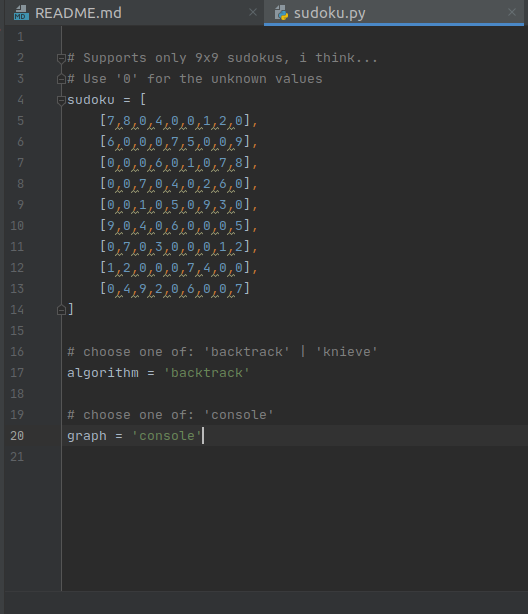 README.md
sudoku.py
1
2 # Supports only 9x9 sudokus, i think...
3 # Use '0' for the unknown values
4 sudoku = [
5 [7,8,0,4,0,0,1,2,0],
6 [6,0,0,0,7,5,0,0,9],
7 [0,0,0,6,0,1,0,7,8],
8 [0,0,7,0,4,0,2,6,0],
9 [0,0,1,0,5,0,9,3,0],
10 [9,0,4,0,6,0,0,0,5],
11 [0,7,0,3,0,0,0,1,2],
12 [1,2,0,0,0,7,4,0,0],
13 [0,4,9,2,0,6,0,0,7]
14 ]
15
16 # choose one of: 'backtrack' | 'knieve'
17 algorithm = 'backtrack'
18
19 # choose one of: 'console'
20 graph = 'console'
21